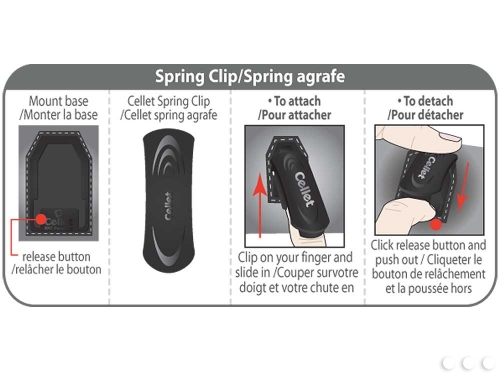 Spring Clip/Spring agrafe
Mount base
/Monter la base
release button
/relâcher le bouton
Cellet Spring Clip
/Cellet spring agrafe
Cellet
• To attach
/Pour attacher
Cellet
Clip on your finger and
slide in /Couper survotre
doigt et votre chute en
• To detach
/Pour détacher
Cellet
Click release button and
push out / Cliqueter le
bouton de relâchement
et la poussée hors